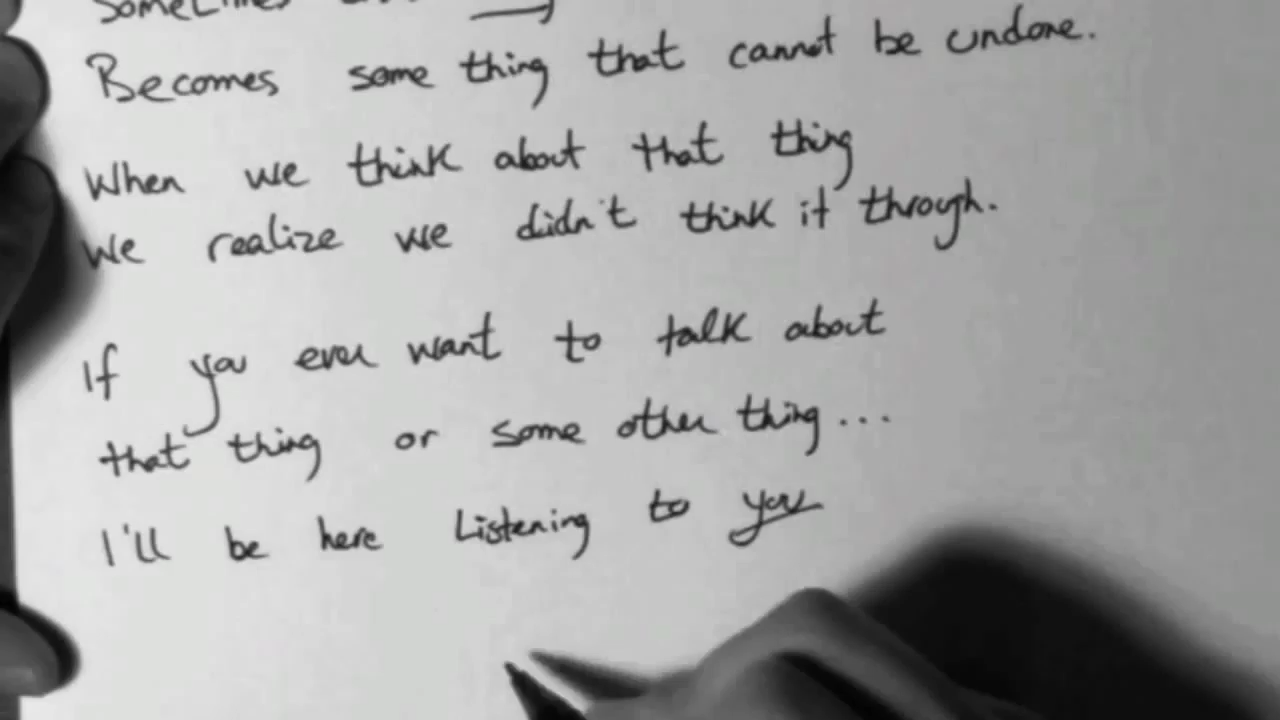 Sometimes
Becomes some thing that cannot be undone.
When we think about that thing
we realize we didn't think it through.
If you ever want to talk about
that thing or some other thing...
I'll be here Listening to you